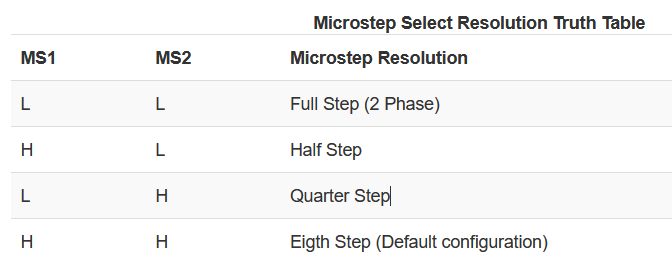 Microstep Select Resolution Truth Table
MS1 MS2 Microstep Resolution
L L Full Step (2 Phase)
H L Half Step
L H Quarter Step
H H Eigth Step (Default configuration)